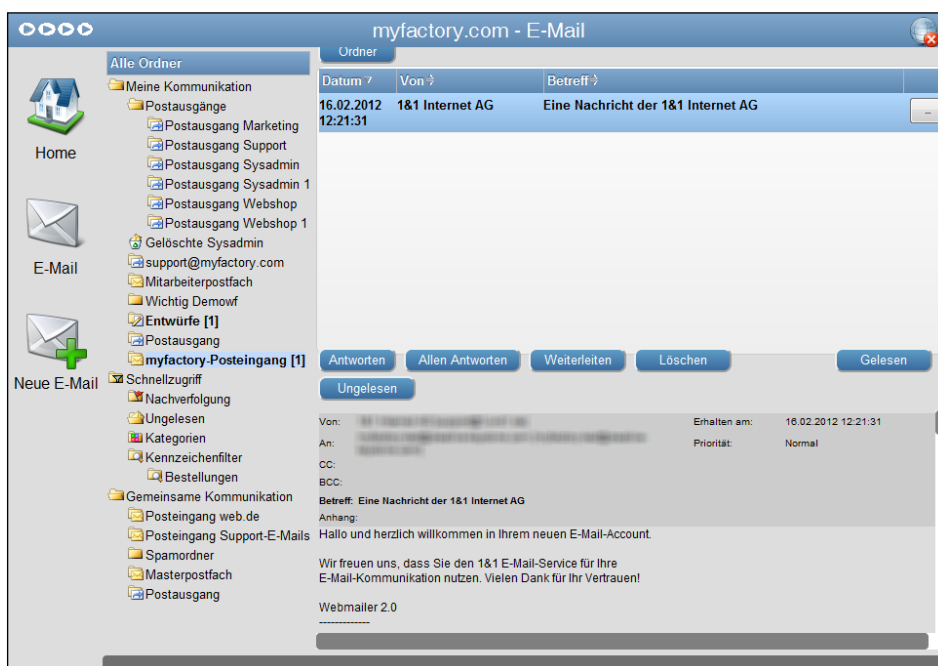 myfactory.com - E-Mail
Home
E-Mail
Neue E-Mail
Alle Ordner
Meine Kommunikation
Postausgänge
Postausgang Marketing
Postausgang Support
Postausgang Sysadmin
Postausgang Sysadmin 1
Postausgang Webshop
Postausgang Webshop 1
Gelöschte Sysadmin
support@myfactory.com
Mitarbeiterpostfach
Wichtig Demowf
Entwürfe [1]
Postausgang
myfactory-Posteingang [1]
Schnellzugriff
Nachverfolgung
Ungelesen
Kategorien
Kennzeichenfilter
Bestellungen
Gemeinsame Kommunikation
Posteingang web.de
Posteingang Support-E-Mails
Spamordner
Masterpostfach
Postausgang
Ordner
Datum Von Betreff
16.02.2012 1&1 Internet AG Eine Nachricht der 1&1 Internet AG
12:21:31
Antworten Allen Antworten Weiterleiten Löschen Gelesen
Ungelesen
Von: Erhalten am: 16.02.2012 12:21:31
An: Priorität: Normal
CC:
BCC:
Betreff: Eine Nachricht der 1&1 Internet AG
Anhang:
Hallo und herzlich willkommen in Ihrem neuen E-Mail-Account.
Wir freuen uns, dass Sie den 1&1 E-Mail-Service für Ihre
E-Mail-Kommunikation nutzen. Vielen Dank für Ihr Vertrauen!
Webmailer 2.0
-------------